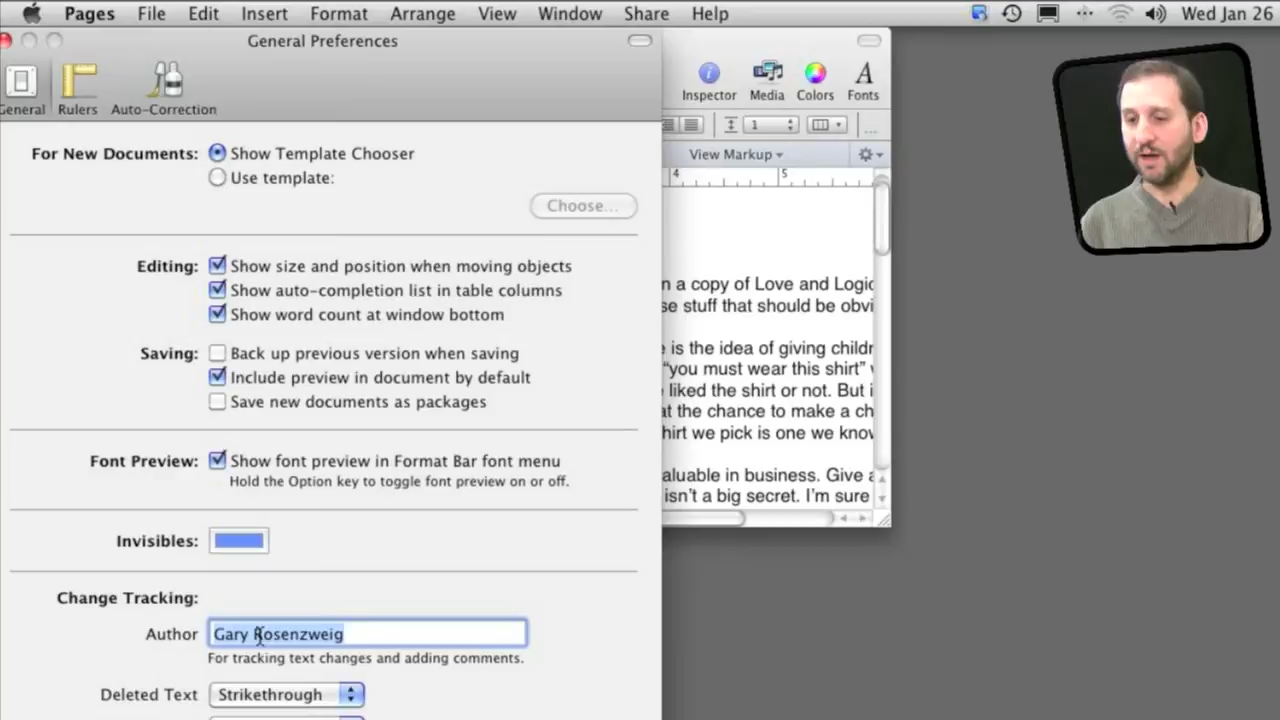 Pages File Edit Insert Format Arrange View Window Share Help Wed Jan 26
General Preferences
General Rulers Auto-Correction
Inspector Media Colors Fonts
1
View Markup
4 5
For New Documents: Show Template Chooser
Use template:
Choose...
Editing: Show size and position when moving objects
Show auto-completion list in table columns
Show word count at window bottom
Saving: Back up previous version when saving
Include preview in document by default
Save new documents as packages
Font Preview: Show font preview in Format Bar font menu
Hold the Option key to toggle font preview on or off.
Invisibles:
Change Tracking:
Author Gary Rosenzweig
For tracking text changes and adding comments.
Deleted Text Strikethrough
n a copy of Love and Logic
se stuff that should be obvi
e is the idea of giving childr
“you must wear this shirt”
liked the shirt or not. But i
at the chance to make a ch
hirt we pick is one we know
aluable in business. Give a
isn’t a big secret. I’m sure